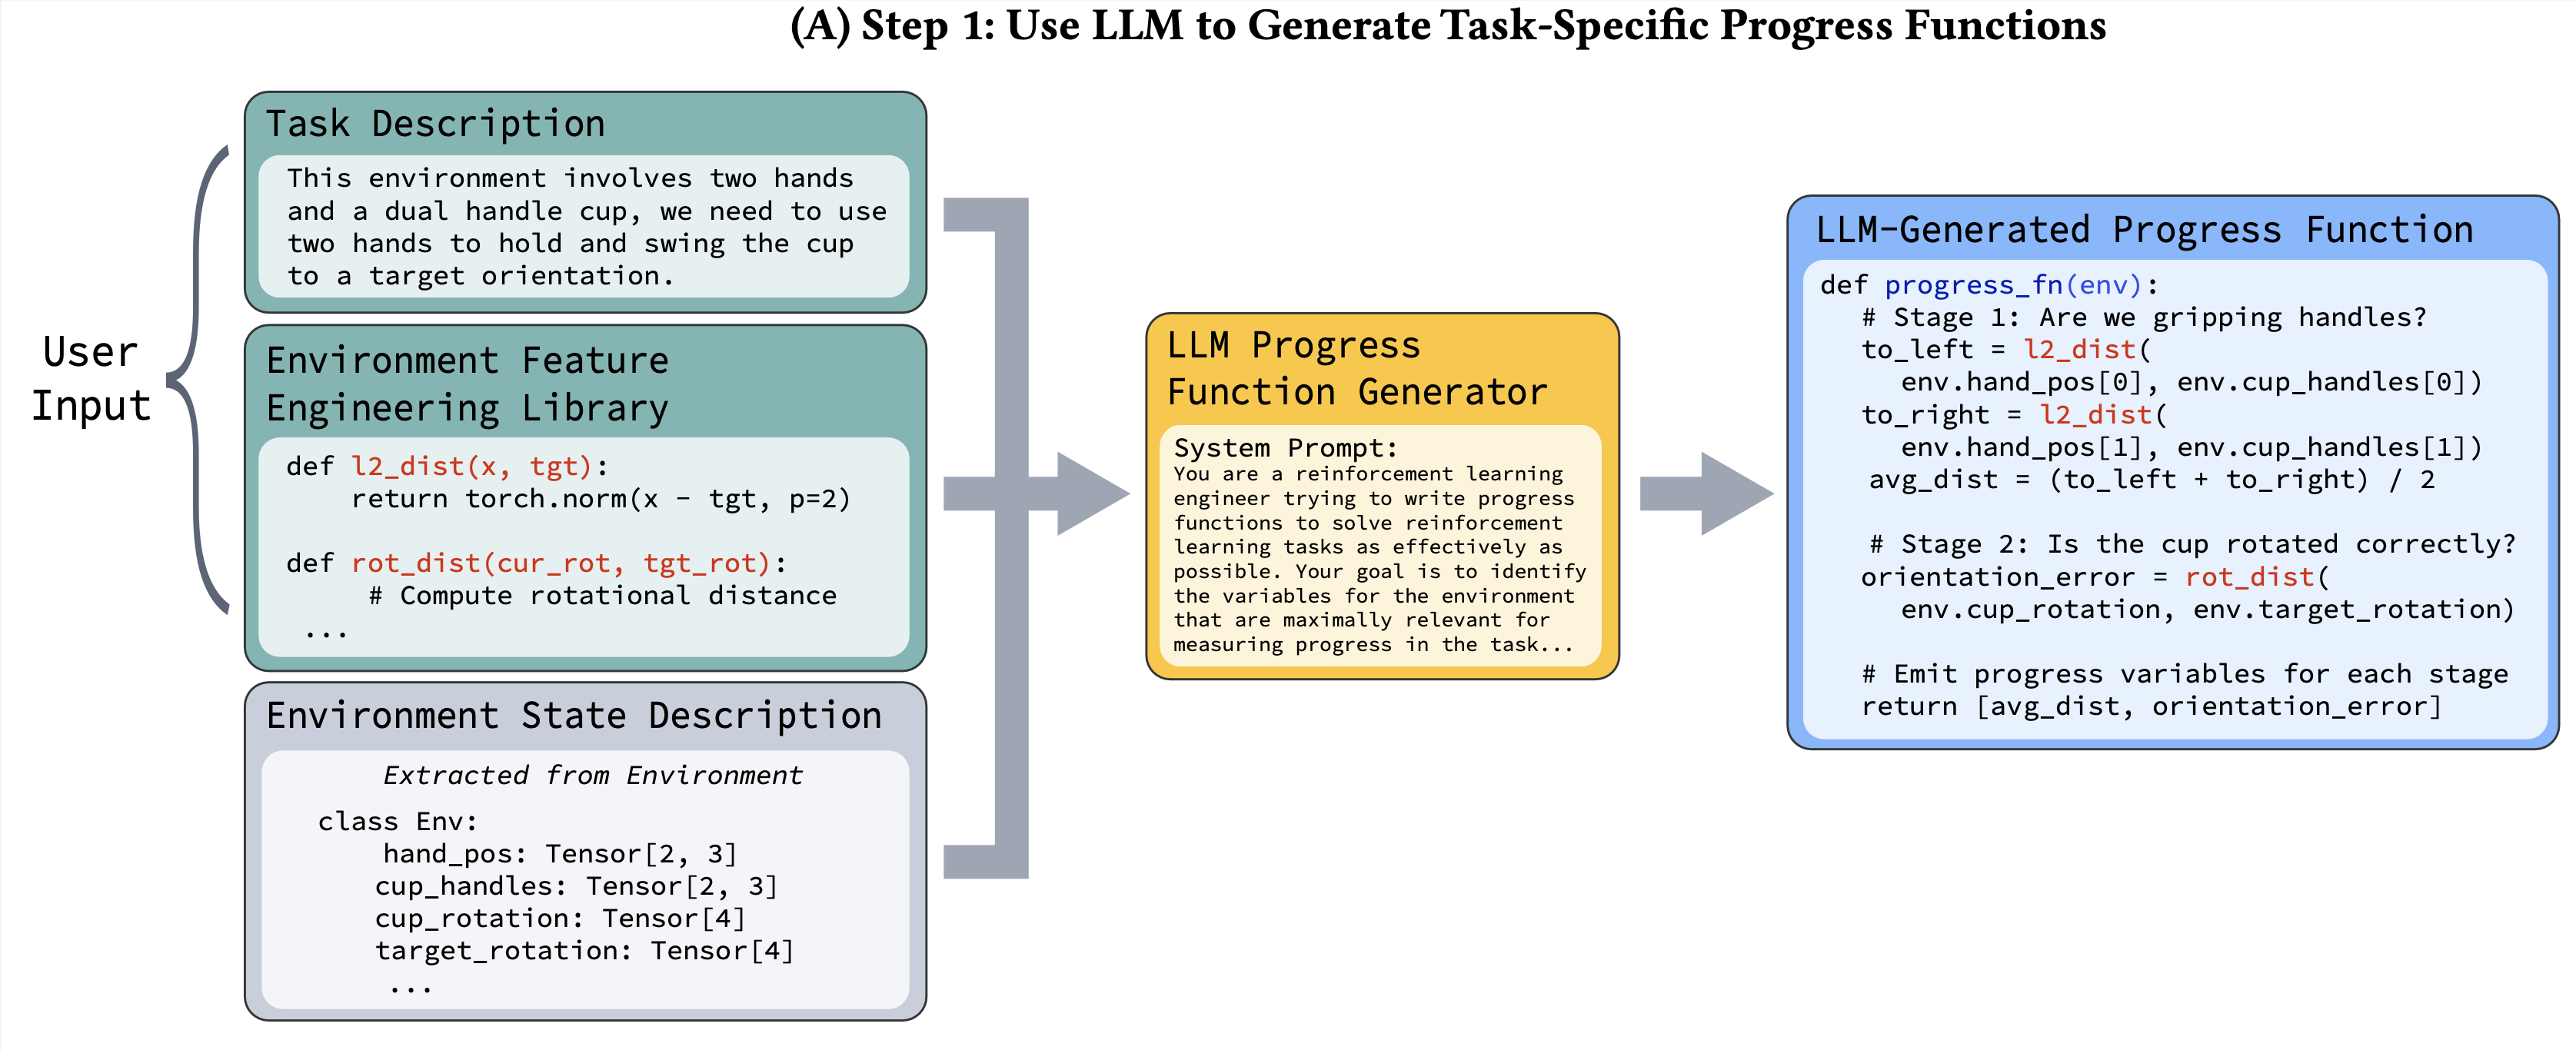 (A) Step 1: Use LLM to Generate Task-Specific Progress Functions
User
Input
Task Description
This environment involves two hands
and a dual handle cup, we need to use
two hands to hold and swing the cup
to a target orientation.
Environment Feature
Engineering Library
def l2_dist(x, tgt):
return torch.norm(x - tgt, p=2)
def rot_dist(cur_rot, tgt_rot):
# Compute rotational distance
...
Environment State Description
Extracted from Environment
class Env:
hand_pos: Tensor[2, 3]
cup_handles: Tensor[2, 3]
cup_rotation: Tensor[4]
target_rotation: Tensor[4]
...
LLM Progress
Function Generator
System Prompt:
You are a reinforcement learning
engineer trying to write progress
functions to solve reinforcement
learning tasks as effectively as
possible. Your goal is to identify
the variables for the environment
that are maximally relevant for
measuring progress in the task...
LLM-Generated Progress Function
def progress_fn(env):
# Stage 1: Are we gripping handles?
to_left = l2_dist(
env.hand_pos[0], env.cup_handles[0])
to_right = l2_dist(
env.hand_pos[1], env.cup_handles[1])
avg_dist = (to_left + to_right) / 2
# Stage 2: Is the cup rotated correctly?
orientation_error = rot_dist(
env.cup_rotation, env.target_rotation)
# Emit progress variables for each stage
return [avg_dist, orientation_error]